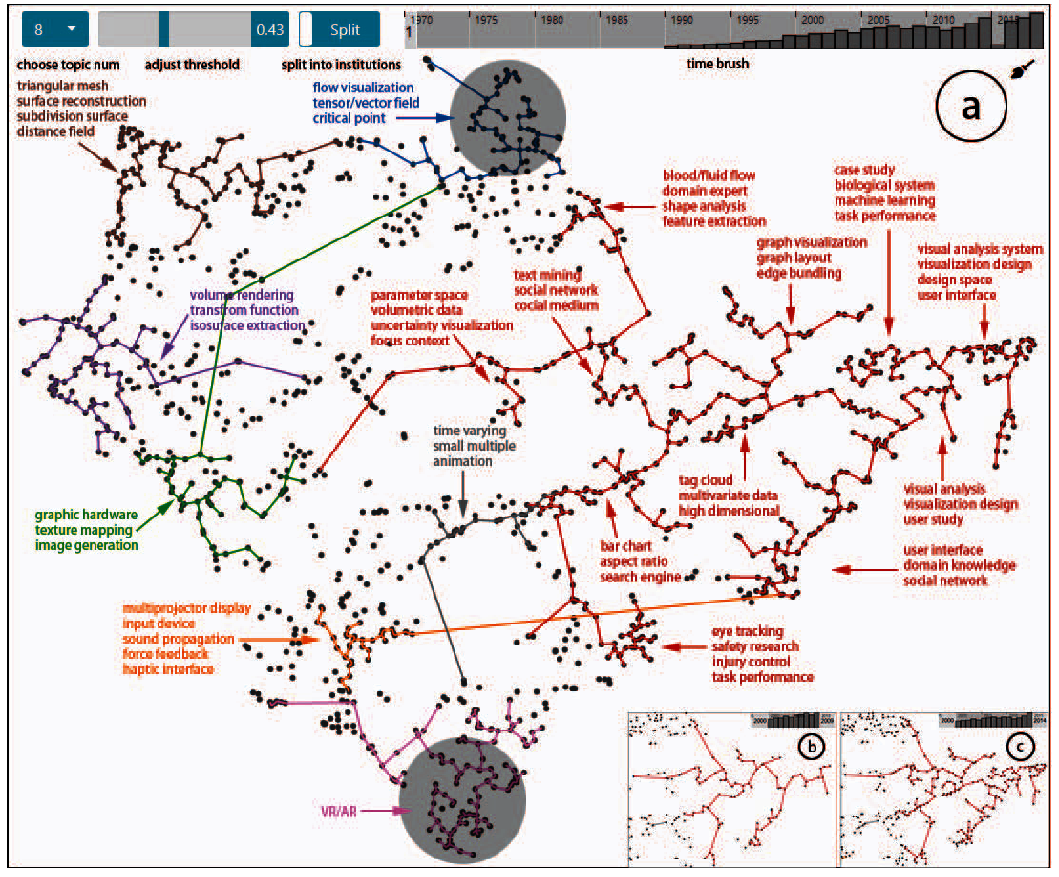 8
0.43
Split
1
1970
1975
1980
1985
1990
1995
2000
2005
2010
2015
choose topic num
adjust threshold
split into institutions
time brush
a
triangular mesh
surface reconstruction
subdivision surface
distance field
flow visualization
tensor/vector field
critical point
blood/fluid flow
domain expert
shape analysis
feature extraction
case study
biological system
machine learning
task performance
graph visualization
graph layout
edge bundling
visual analysis system
visualization design
design space
user interface
volume rendering
transtrom function
isosurface extraction
parameter space
volumetric data
uncertainty visualization
focus context
text mining
social network
cocial medium
time varying
small multiple
animation
tag cloud
multivariate data
high dimensional
visual analysis
visualization design
user study
graphic hardware
texture mapping
image generation
bar chart
aspect ratio
search engine
user interface
domain knowledge
social network
multiprojector display
input device
sound propagation
force feedback
haptic interface
eye tracking
safety research
injury control
task performance
VR/AR
2000
2009
b
2000
2014
c